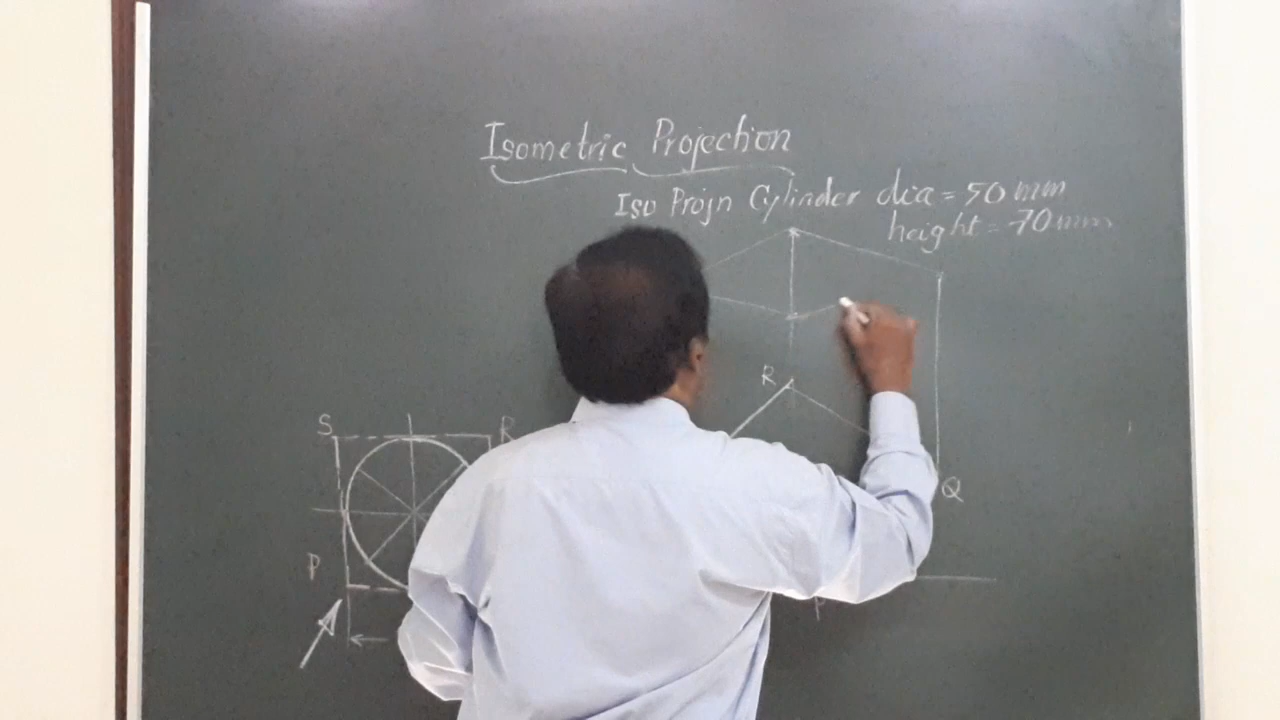 Isometric Projection
Iso Projn Cylinder dia = 50 mm
height = 70 mm
R
S
R
Q
P
P